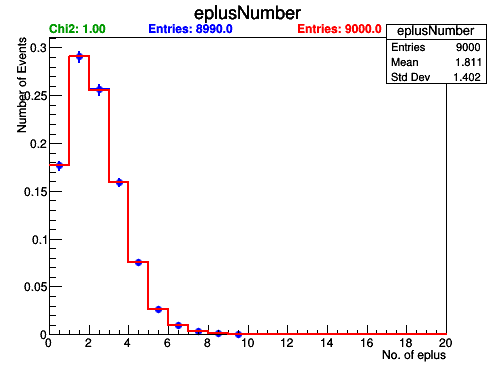 eplusNumber
Chi2: 1.00 Entries: 8990.0 Entries: 9000.0
eplusNumber
Entries 9000
Mean 1.811
Std Dev 1.402
Number of Events
0.3
0.25
0.2
0.15
0.1
0.05
0
0 2 4 6 8 10 12 14 16 18 20
No. of eplus